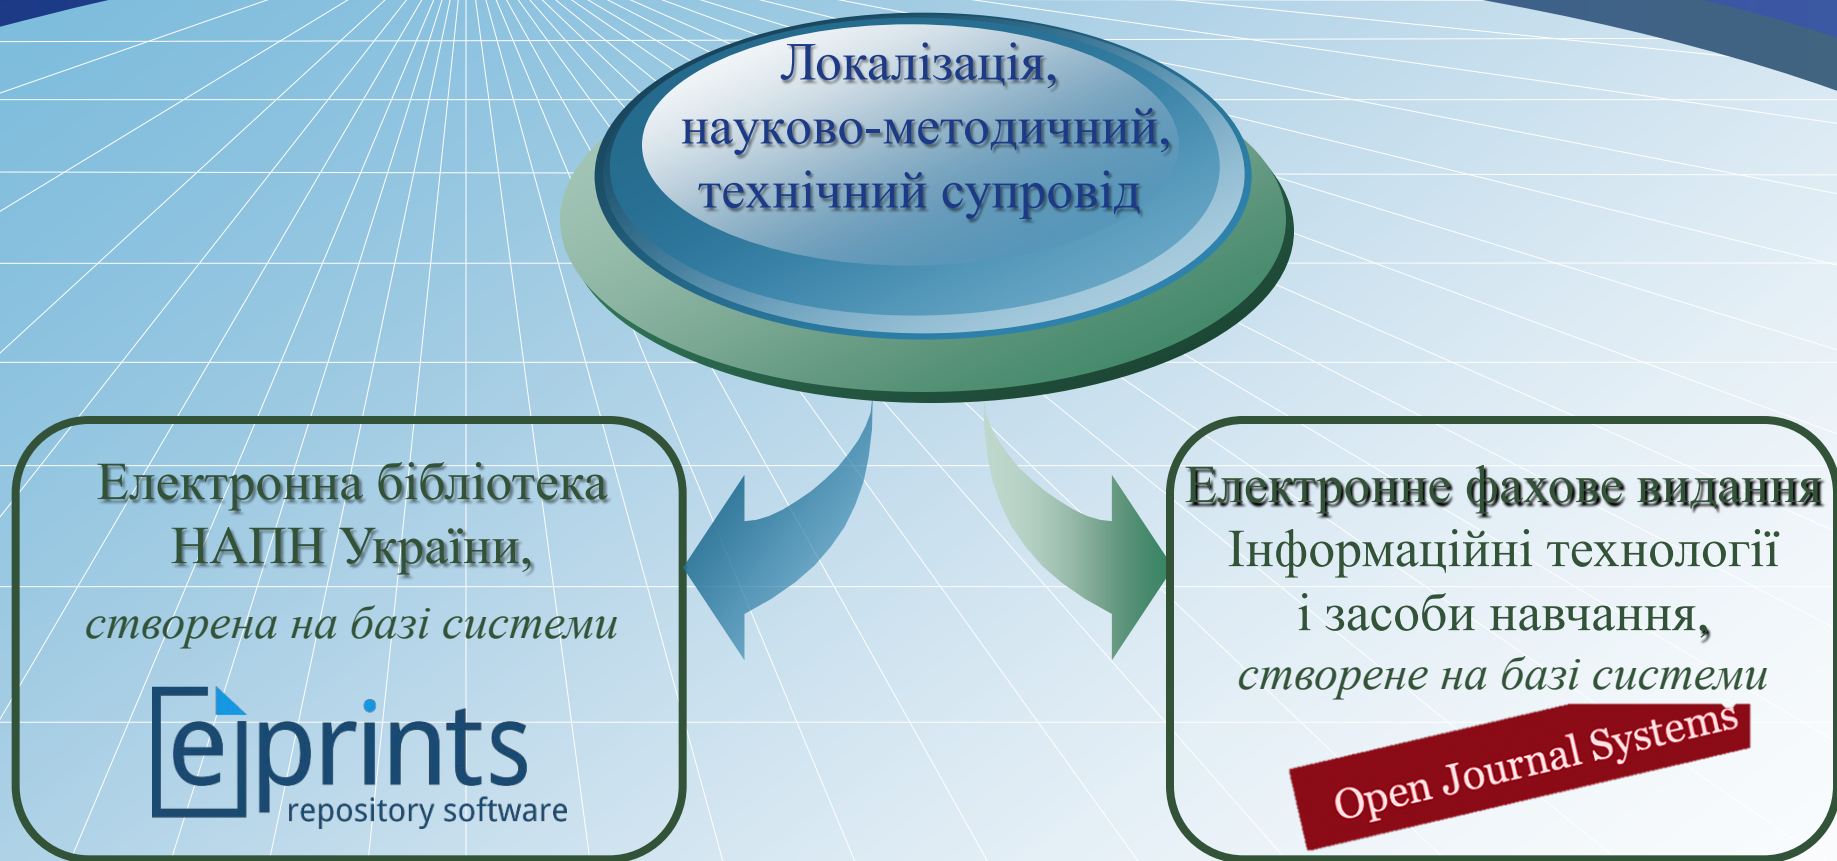 Локалізація,
науково-методичний,
технічний супровід
Електронна бібліотека
НАПН України,
створена на базі системи
eprints
repository software
Електронне фахове видання
Інформаційні технології
і засоби навчання,
створене на базі системи
Open Journal Systems